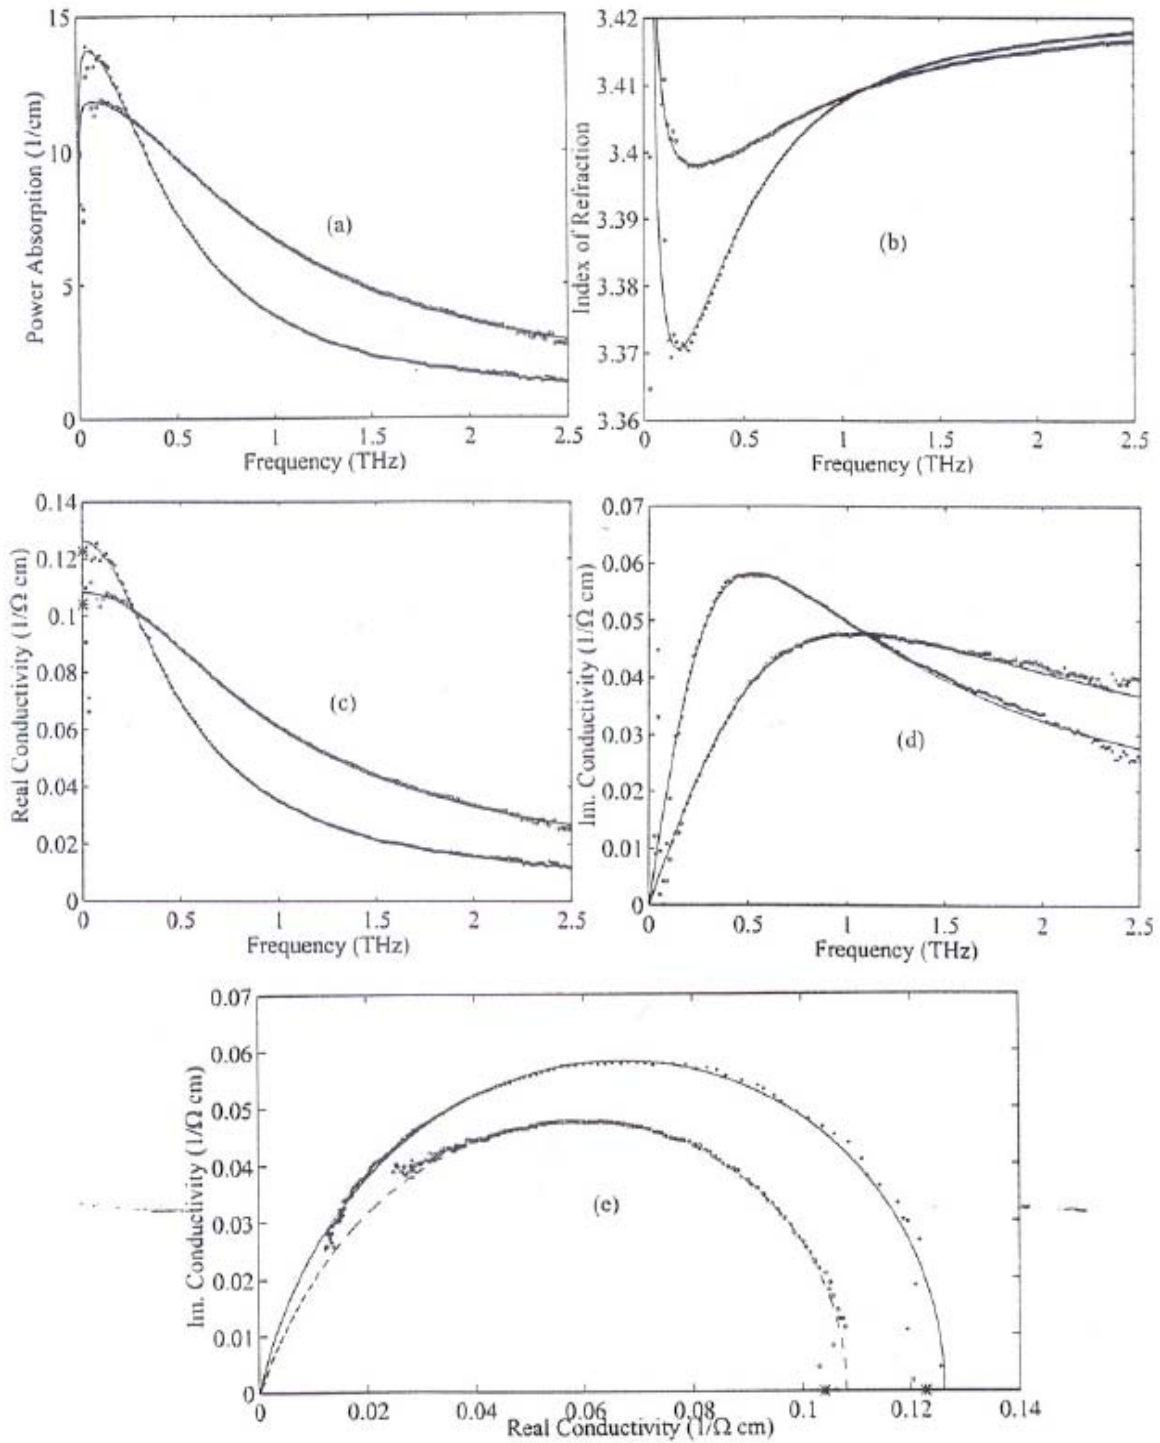 15
10
5
0
Power Absorption (1/cm)
(a)
0 0.5 1 1.5 2 2.5
Frequency (THz)
3.42
3.41
3.4
3.39
3.38
3.37
3.36
Index of Refraction
(b)
0 0.5 1 1.5 2 2.5
Frequency (THz)
0.14
0.12
0.1
0.08
0.06
0.04
0.02
0
Real Conductivity (1/Ω cm)
(c)
0 0.5 1 1.5 2 2.5
Frequency (THz)
0.07
0.06
0.05
0.04
0.03
0.02
0.01
0
Im. Conductivity (1/Ω cm)
(d)
0 0.5 1 1.5 2 2.5
Frequency (THz)
0.07
0.06
0.05
0.04
0.03
0.02
0.01
0
Im. Conductivity (1/Ω cm)
(e)
0 0.02 0.04 0.06 0.08 0.1 0.12 0.14
Real Conductivity (1/Ω cm)